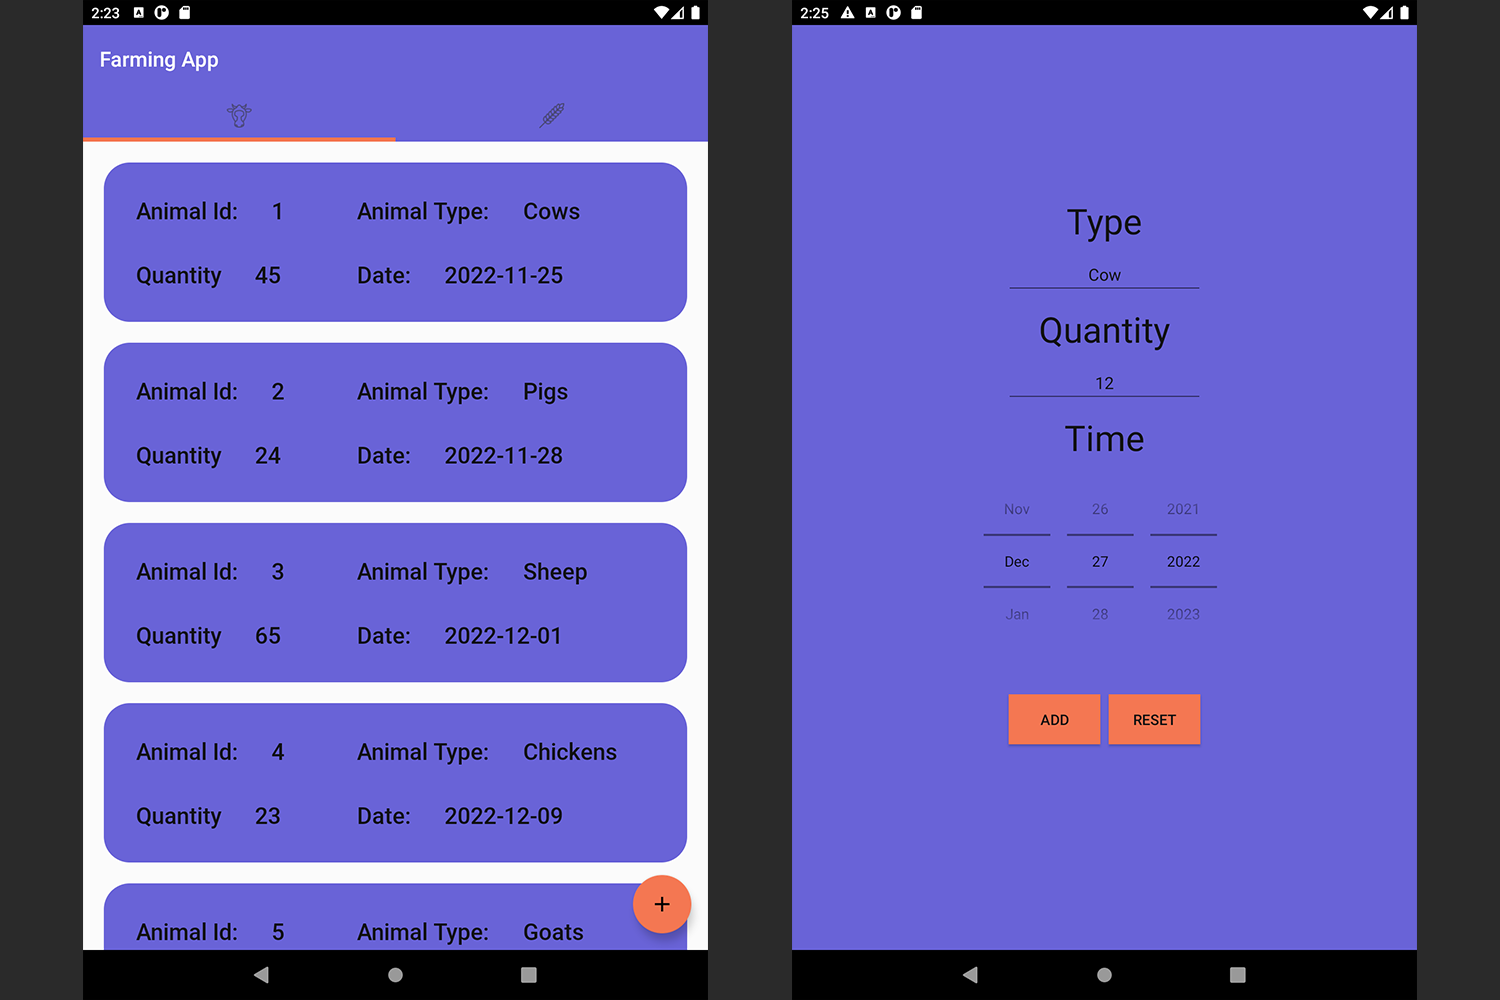 2:23
Farming App
Animal Id: 1 Animal Type: Cows
Quantity 45 Date: 2022-11-25
Animal Id: 2 Animal Type: Pigs
Quantity 24 Date: 2022-11-28
Animal Id: 3 Animal Type: Sheep
Quantity 65 Date: 2022-12-01
Animal Id: 4 Animal Type: Chickens
Quantity 23 Date: 2022-12-09
Animal Id: 5 Animal Type: Goats
+
2:25
Type
Cow
Quantity
12
Time
Nov 26 2021
Dec 27 2022
Jan 28 2023
ADD RESET